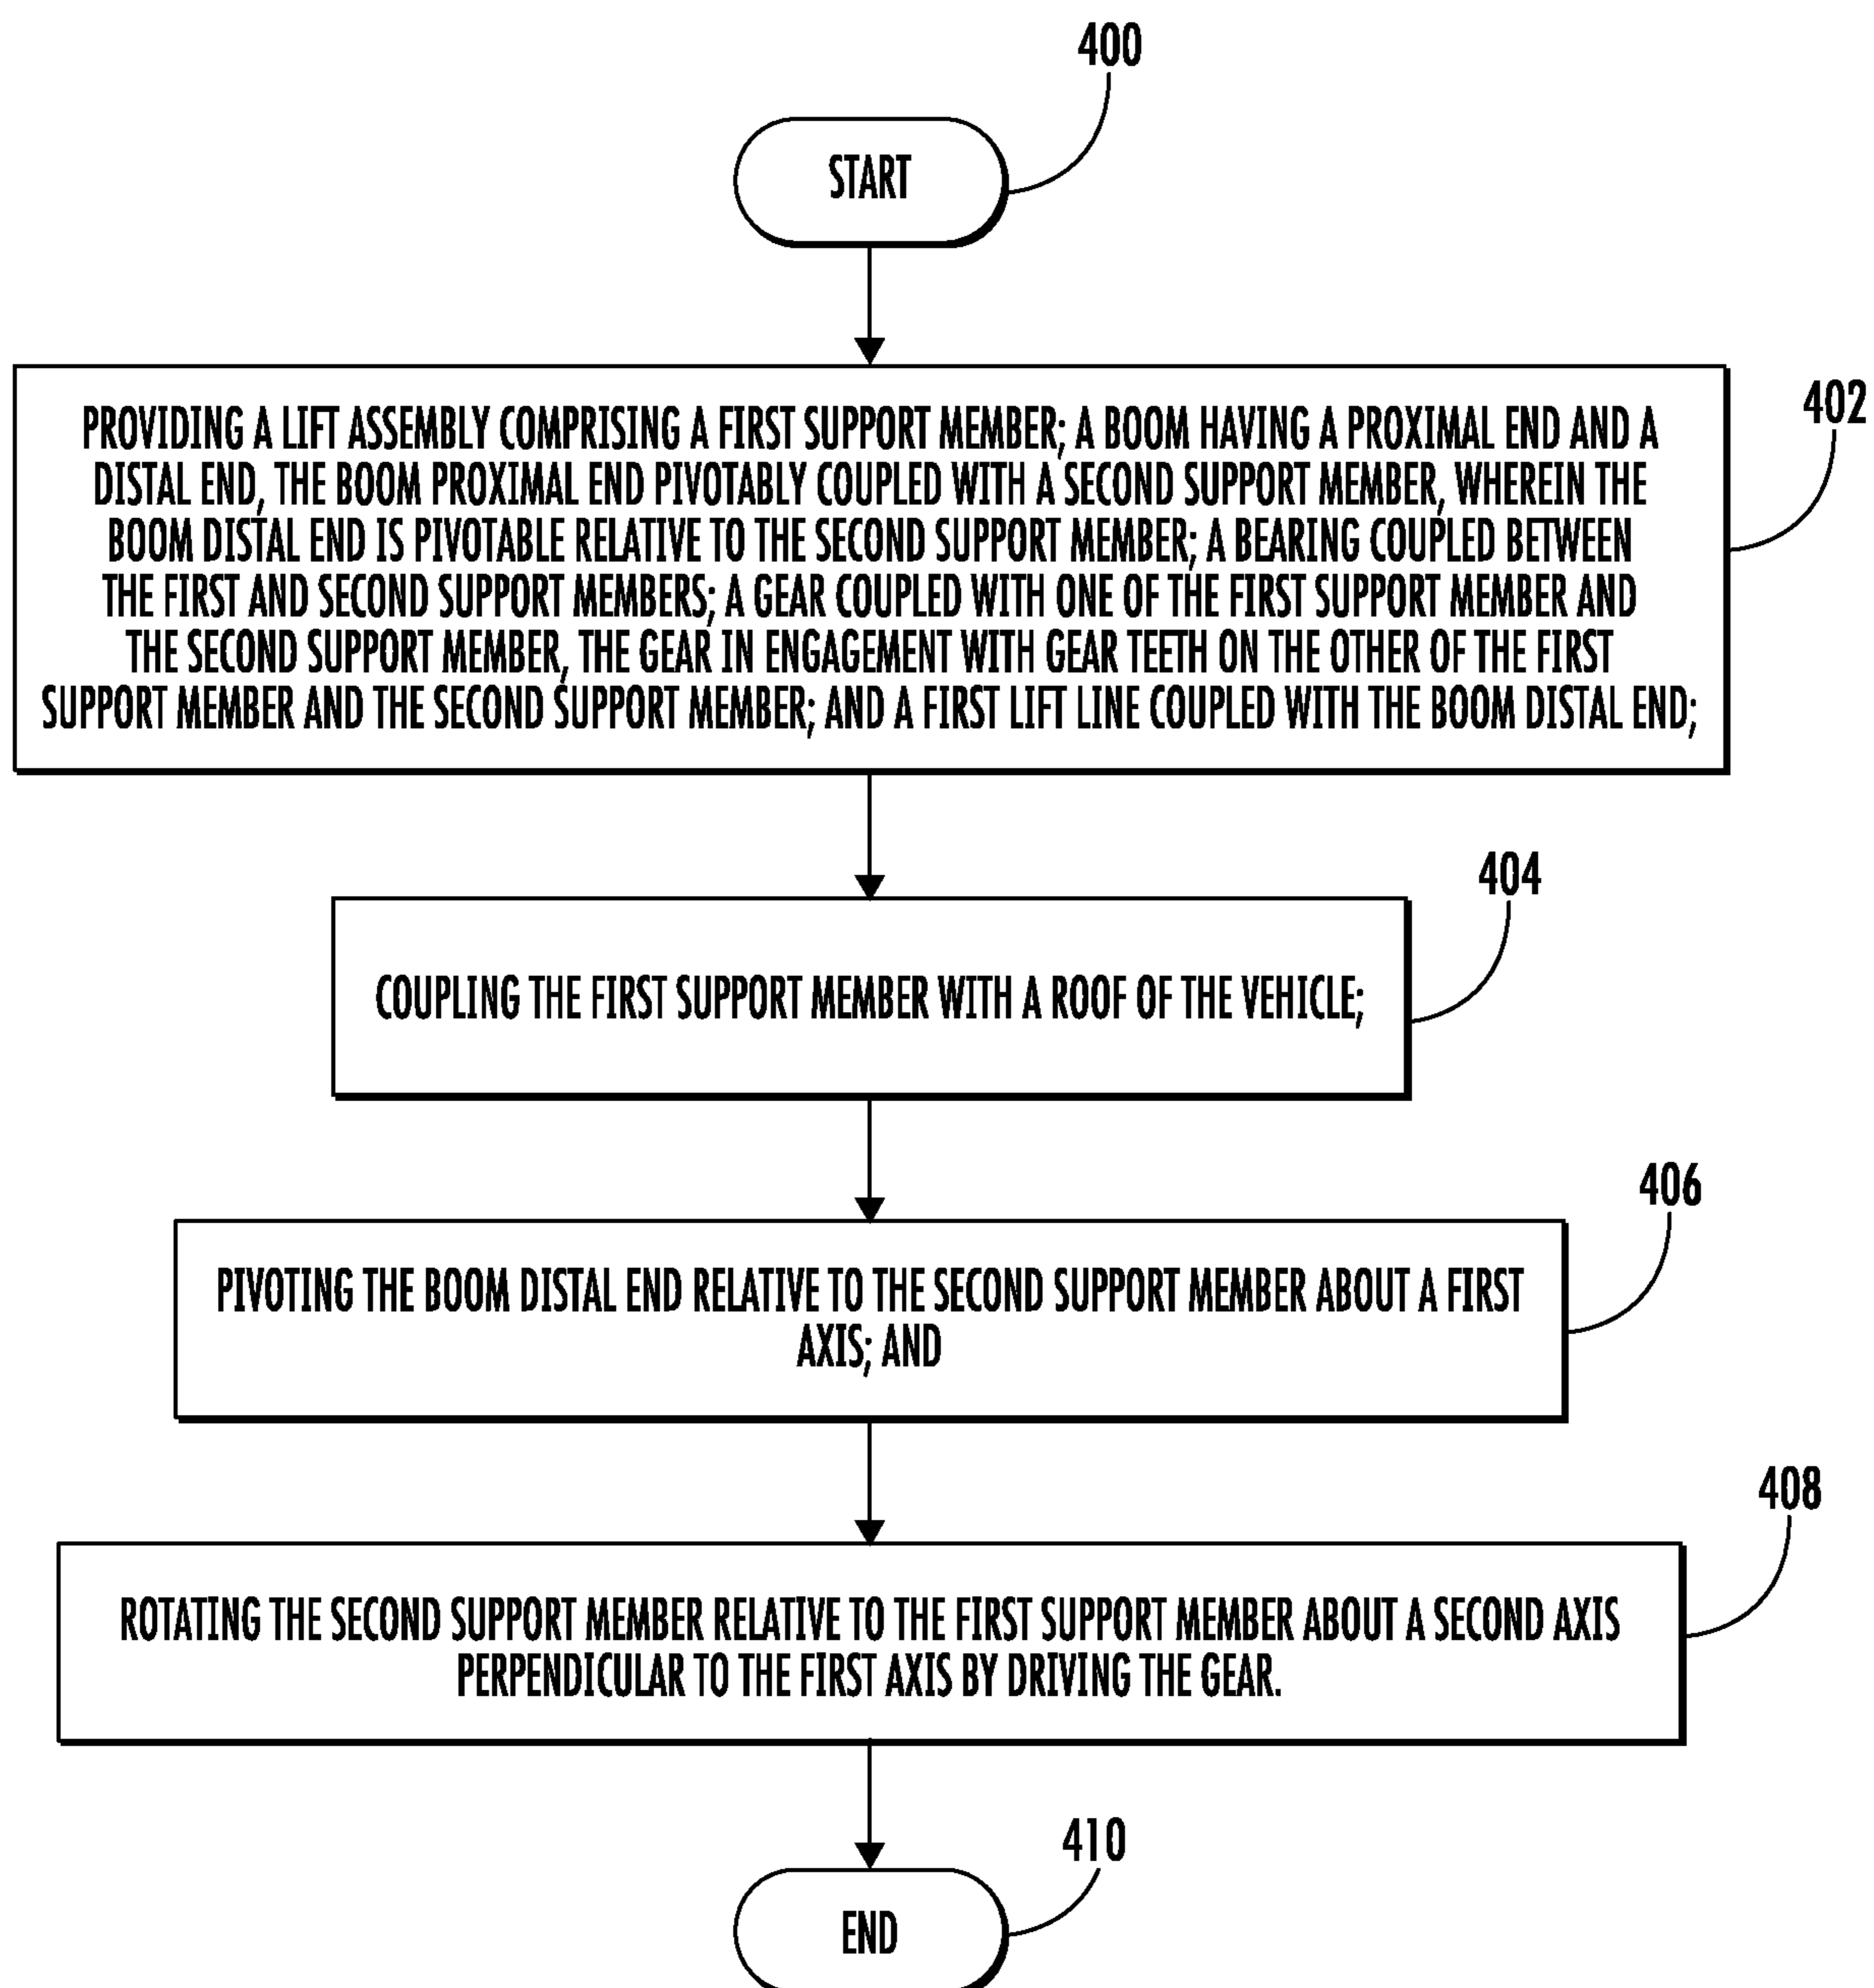 400
START
402
PROVIDING A LIFT ASSEMBLY COMPRISING A FIRST SUPPORT MEMBER; A BOOM HAVING A PROXIMAL END AND A
DISTAL END, THE BOOM PROXIMAL END PIVOTABLY COUPLED WITH A SECOND SUPPORT MEMBER, WHEREIN THE
BOOM DISTAL END IS PIVOTABLE RELATIVE TO THE SECOND SUPPORT MEMBER; A BEARING COUPLED BETWEEN
THE FIRST AND SECOND SUPPORT MEMBERS; A GEAR COUPLED WITH ONE OF THE FIRST SUPPORT MEMBER AND
THE SECOND SUPPORT MEMBER, THE GEAR IN ENGAGEMENT WITH GEAR TEETH ON THE OTHER OF THE FIRST
SUPPORT MEMBER AND THE SECOND SUPPORT MEMBER; AND A FIRST LIFT LINE COUPLED WITH THE BOOM DISTAL END;
404
COUPLING THE FIRST SUPPORT MEMBER WITH A ROOF OF THE VEHICLE;
406
PIVOTING THE BOOM DISTAL END RELATIVE TO THE SECOND SUPPORT MEMBER ABOUT A FIRST
AXIS; AND
408
ROTATING THE SECOND SUPPORT MEMBER RELATIVE TO THE FIRST SUPPORT MEMBER ABOUT A SECOND AXIS
PERPENDICULAR TO THE FIRST AXIS BY DRIVING THE GEAR.
410
END